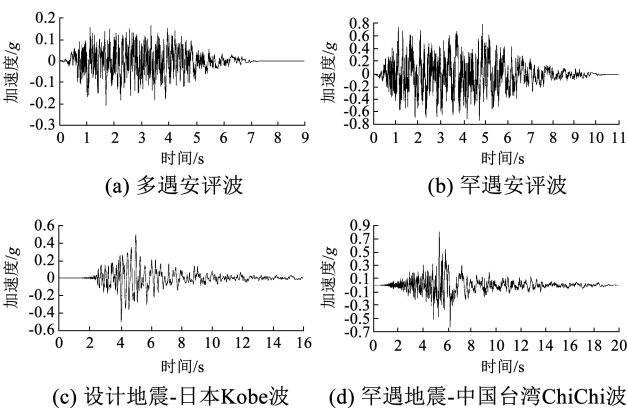 加速度/g
0.2
0.1
0
-0.1
-0.2
-0.3
0 1 2 3 4 5 6 7 8 9
时间/s
(a) 多遇安评波
加速度/g
0.8
0.6
0.4
0.2
0
-0.2
-0.4
-0.6
-0.8
0 1 2 3 4 5 6 7 8 9 10 11
时间/s
(b) 罕遇安评波
加速度/g
0.6
0.4
0.2
0
-0.2
-0.4
-0.6
0 2 4 6 8 10 12 14 16
时间/s
(c) 设计地震-日本Kobe波
加速度/g
0.9
0.7
0.5
0.3
0.1
-0.1
-0.3
-0.5
-0.7
0 2 4 6 8 10 12 14 16 18 20
时间/s
(d) 罕遇地震-中国台湾ChiChi波